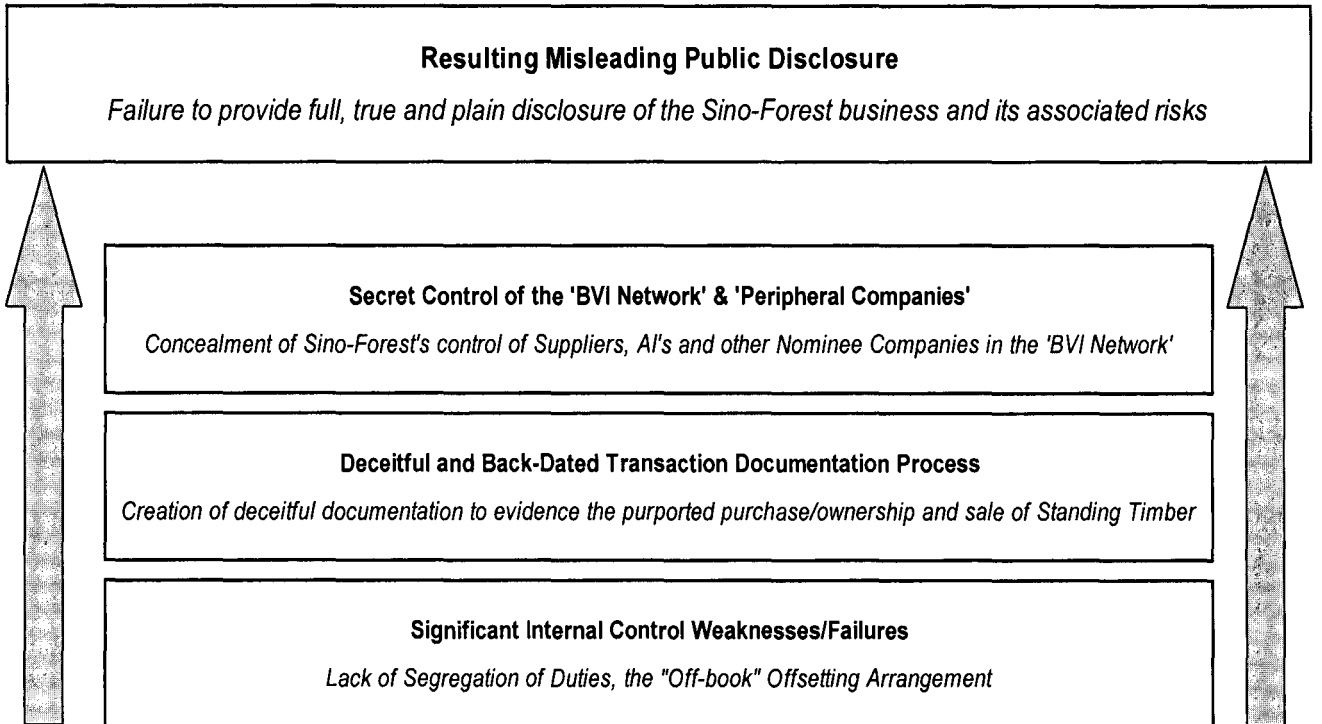 Resulting Misleading Public Disclosure
Failure to provide full, true and plain disclosure of the Sino-Forest business and its associated risks
Secret Control of the 'BVI Network' & 'Peripheral Companies'
Concealment of Sino-Forest's control of Suppliers, AI's and other Nominee Companies in the 'BVI Network'
Deceitful and Back-Dated Transaction Documentation Process
Creation of deceitful documentation to evidence the purported purchase/ownership and sale of Standing Timber
Significant Internal Control Weaknesses/Failures
Lack of Segregation of Duties, the "Off-book" Offsetting Arrangement